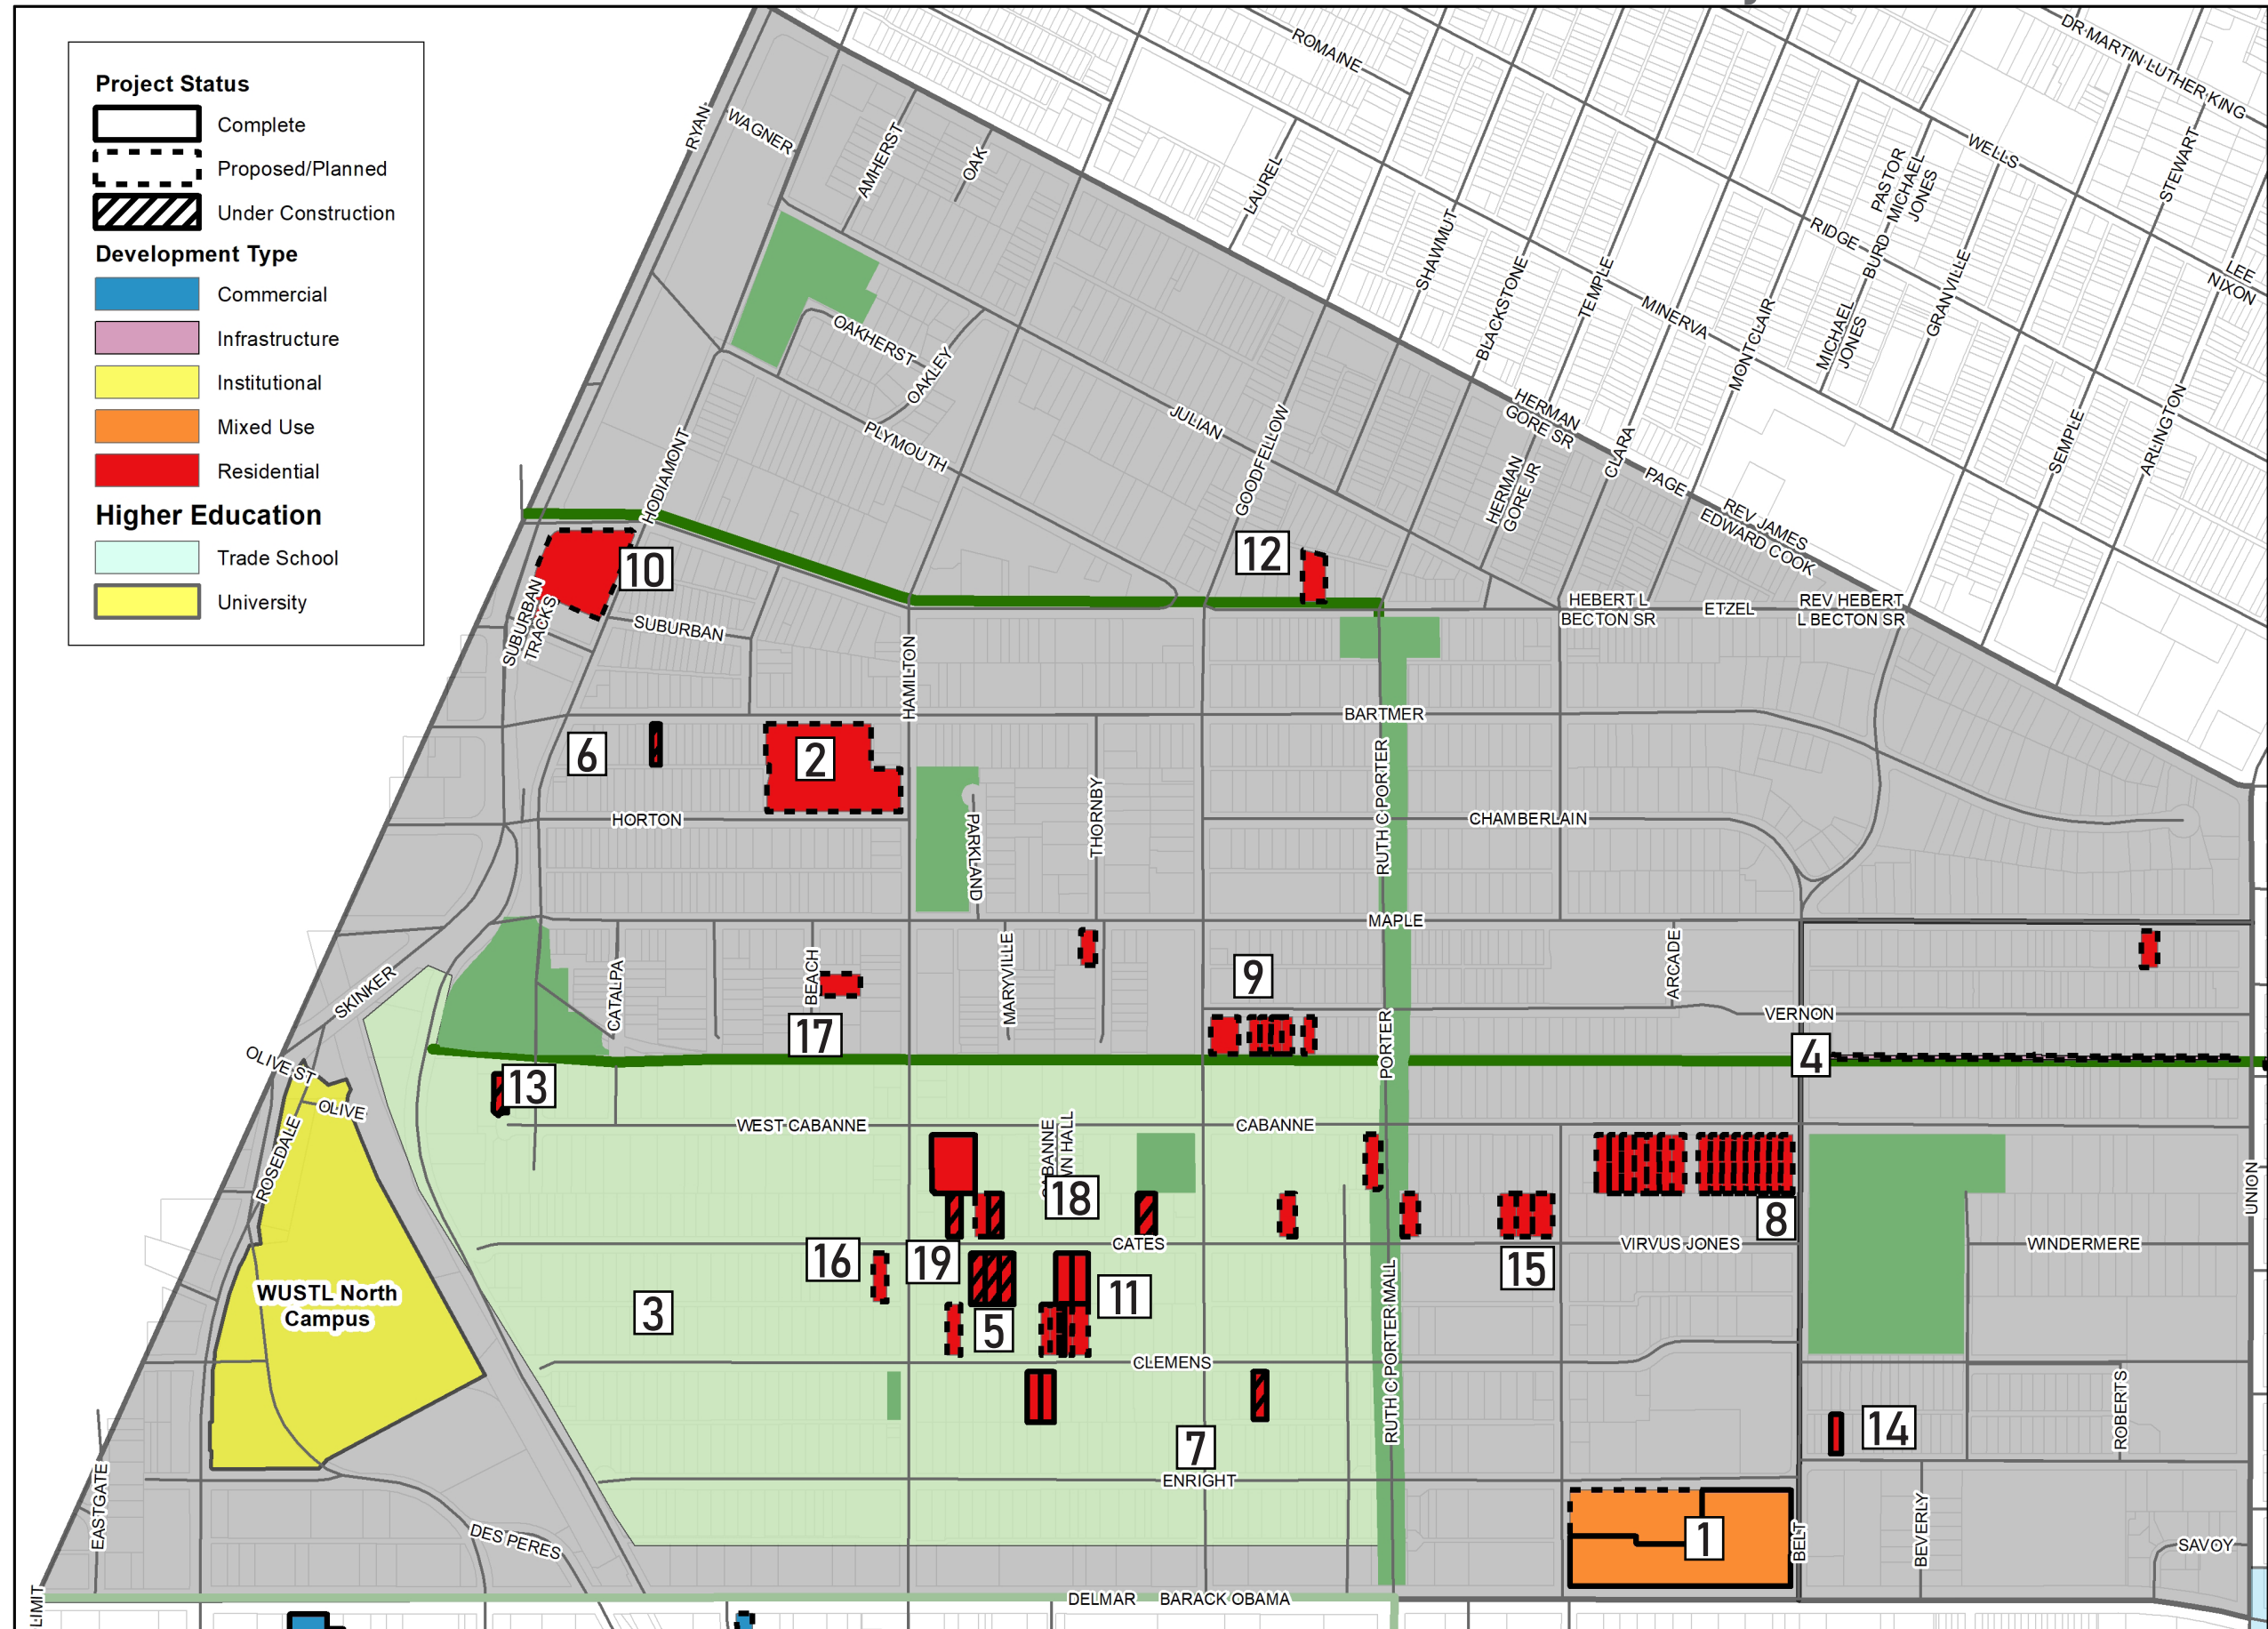 Project Status
Complete
Proposed/Planned
Under Construction
Development Type
Commercial
Infrastructure
Institutional
Mixed Use
Residential
Higher Education
Trade School
University
ROMAINE
DR MARTIN LUTHER KING
RYAN
WAGNER
AMHERST
OAK
LAUREL
SHAWMUT
BLACKSTONE
TEMPLE
MINERVA
MONTCLAIR
RIDGE
BURD
PASTOR
MICHAEL
JONES
MICHAEL
JONES
GRANVILLE
WELLS
STEWART
LEE
NIXON
SEMPLE
ARLINGTON
OAKHERST
OAKLEY
PLYMOUTH
HODIAMONT
JULIAN
GOODFELLOW
HERMAN
GORE SR
HERMAN
GORE JR
CLARA
PAGE
REV JAMES
EDWARD COOK
12
10
SUBURBAN
TRACKS
SUBURBAN
HEBERT L
BECTON SR
ETZEL
REV HEBERT
L BECTON SR
HAMILTON
BARTMER
6
2
HORTON
PARKLAND
THORNBY
RUTH C PORTER
CHAMBERLAIN
MAPLE
SKINKER
CATALPA
BEACH
MARYVILLE
9
ARCADE
VERNON
17
PORTER
4
OLIVE ST
OLIVE
ROSEDALE
13
WEST CABANNE
CABANNE
18
8
UNION
16
19
CATES
15
VIRVUS JONES
WINDERMERE
WUSTL North
Campus
3
5
11
CLEMENS
RUTH C PORTER MALL
7
14
ROBERTS
ENRIGHT
EASTGATE
DES PERES
1
BELT
BEVERLY
SAVOY
LIMIT
DELMAR
BARACK OBAMA